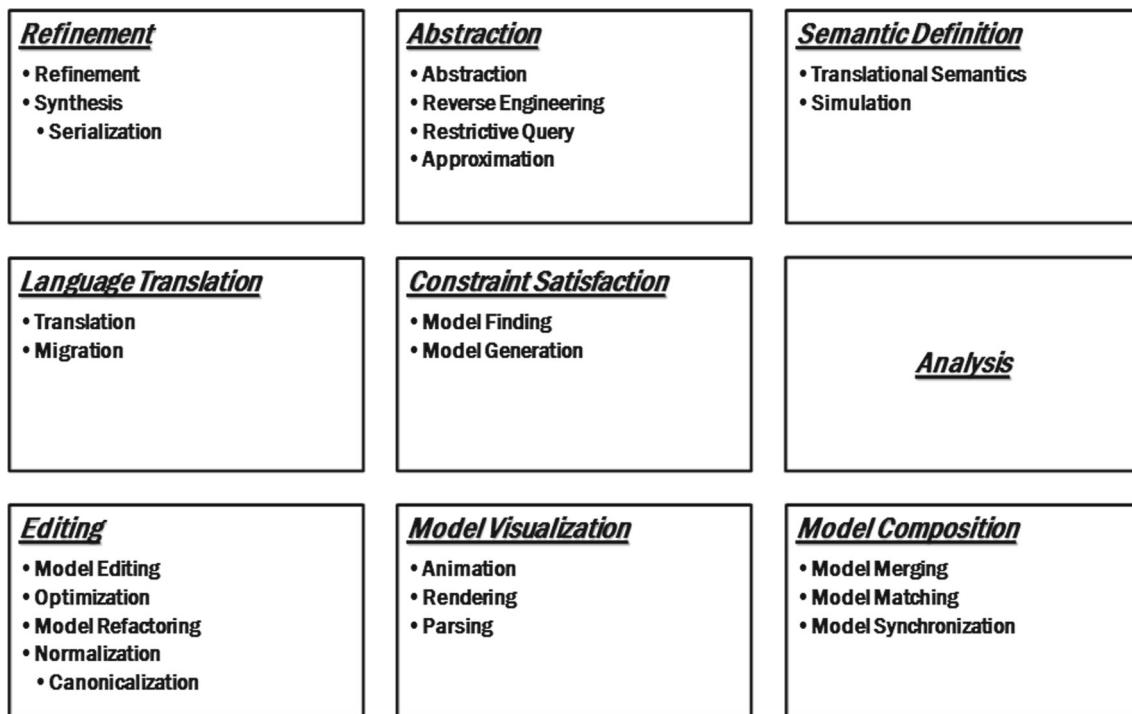 Refinement
• Refinement
• Synthesis
• Serialization
Abstraction
• Abstraction
• Reverse Engineering
• Restrictive Query
• Approximation
Semantic Definition
• Translational Semantics
• Simulation
Language Translation
• Translation
• Migration
Constraint Satisfaction
• Model Finding
• Model Generation
Analysis
Editing
• Model Editing
• Optimization
• Model Refactoring
• Normalization
• Canonicalization
Model Visualization
• Animation
• Rendering
• Parsing
Model Composition
• Model Merging
• Model Matching
• Model Synchronization